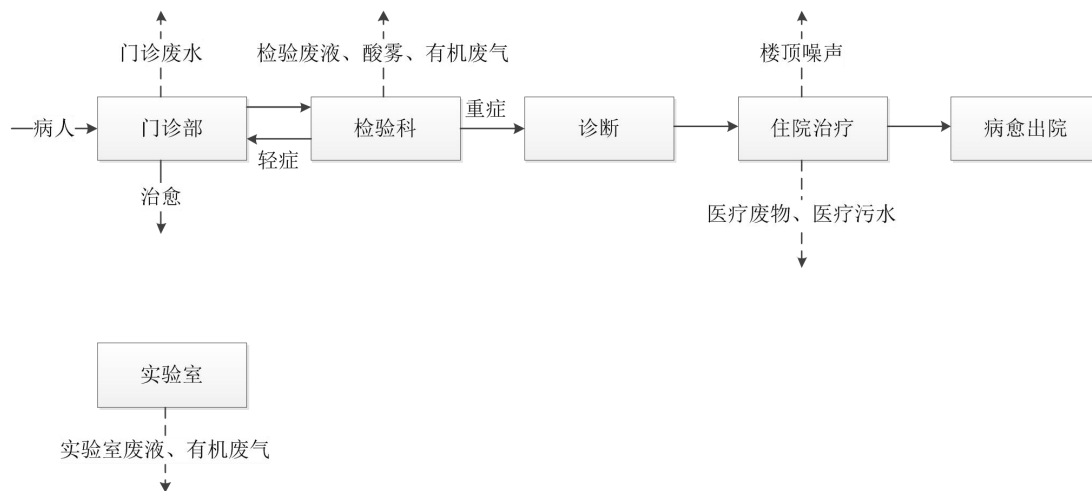 门诊废水
检验废液、酸雾、有机废气
楼顶噪声
病人
门诊部
检验科
重症
诊断
住院治疗
病愈出院
轻症
治愈
医疗废物、医疗污水
实验室
实验室废液、有机废气